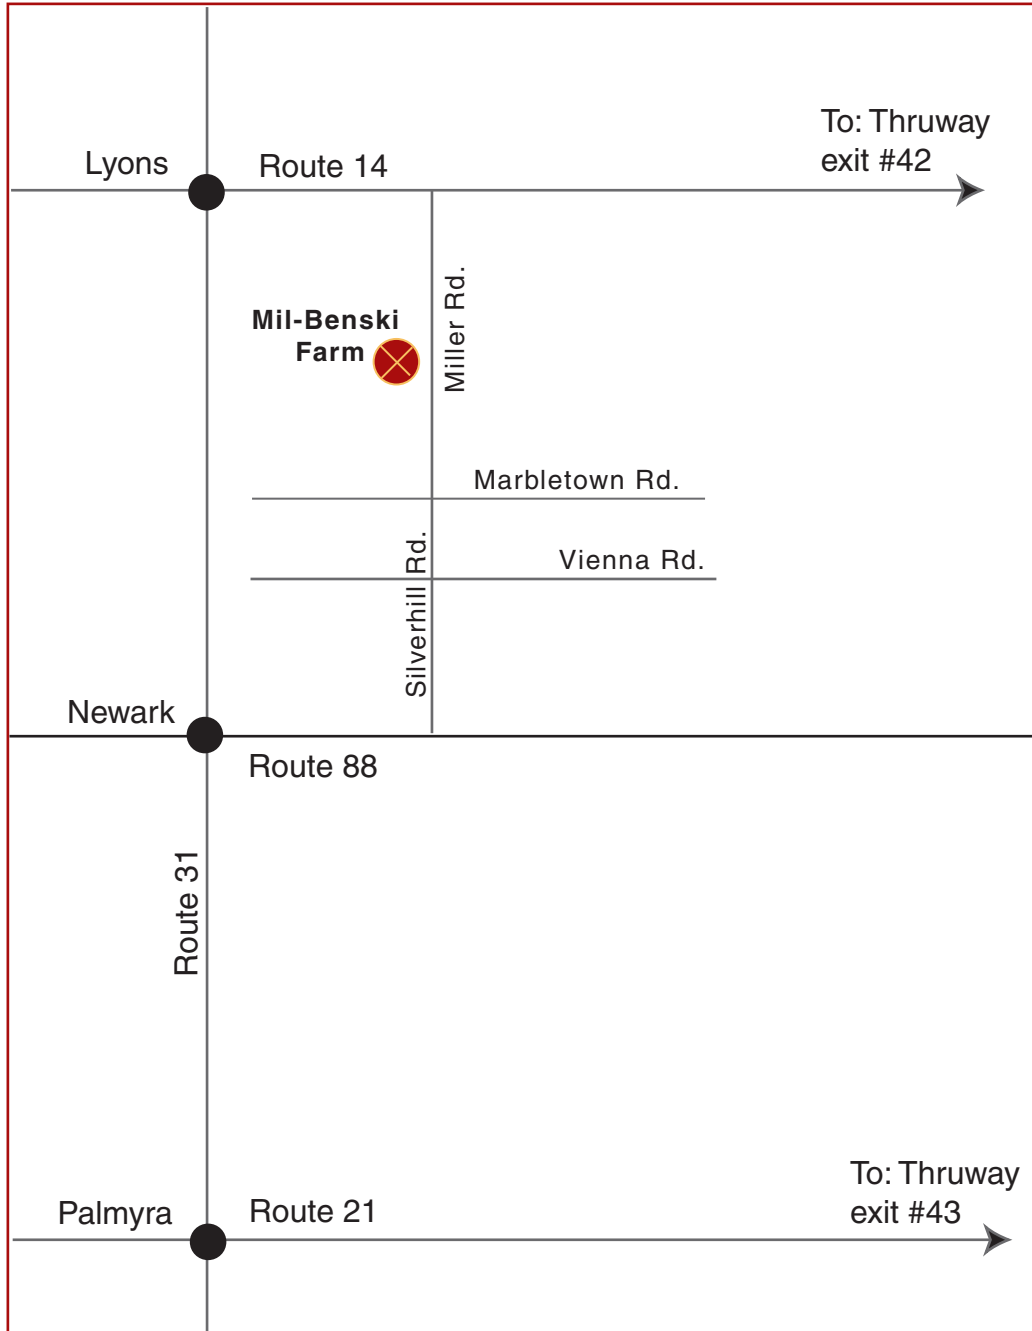 To: Thruway
exit #42
Lyons
Route 14
Miller Rd.
Mil-Benski
Farm
Marbletown Rd.
Silverhill Rd.
Vienna Rd.
Newark
Route 88
Route 31
To: Thruway
exit #43
Palmyra
Route 21